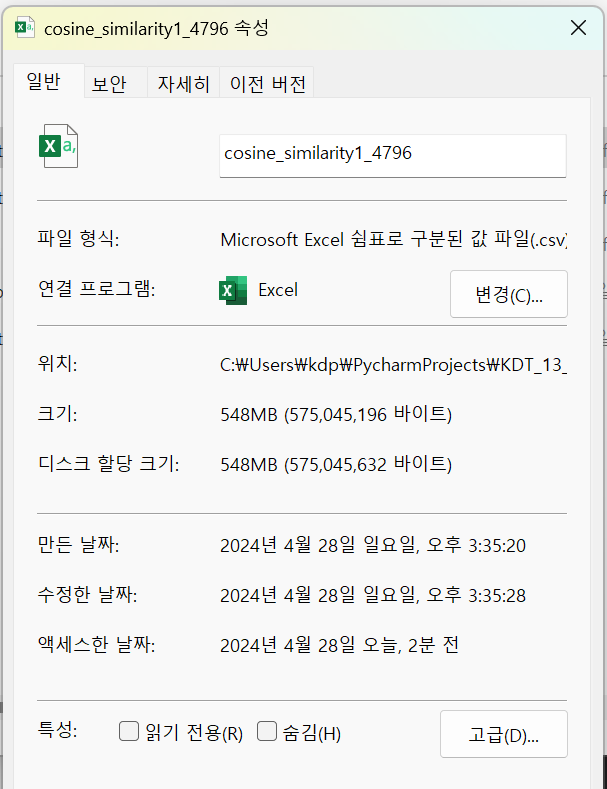 cosine_similarity1_4796 속성
일반 보안 자세히 이전 버전
cosine_similarity1_4796
파일 형식: Microsoft Excel 쉼표로 구분된 값 파일(.csv)
연결 프로그램: Excel 변경(C)...
위치: C:₩Users₩kdp₩PycharmProjects₩KDT_13_
크기: 548MB (575,045,196 바이트)
디스크 할당 크기: 548MB (575,045,632 바이트)
만든 날짜: 2024년 4월 28일 일요일, 오후 3:35:20
수정한 날짜: 2024년 4월 28일 일요일, 오후 3:35:28
액세스한 날짜: 2024년 4월 28일 오늘, 2분 전
특성: 읽기 전용(R) 숨김(H) 고급(D)...